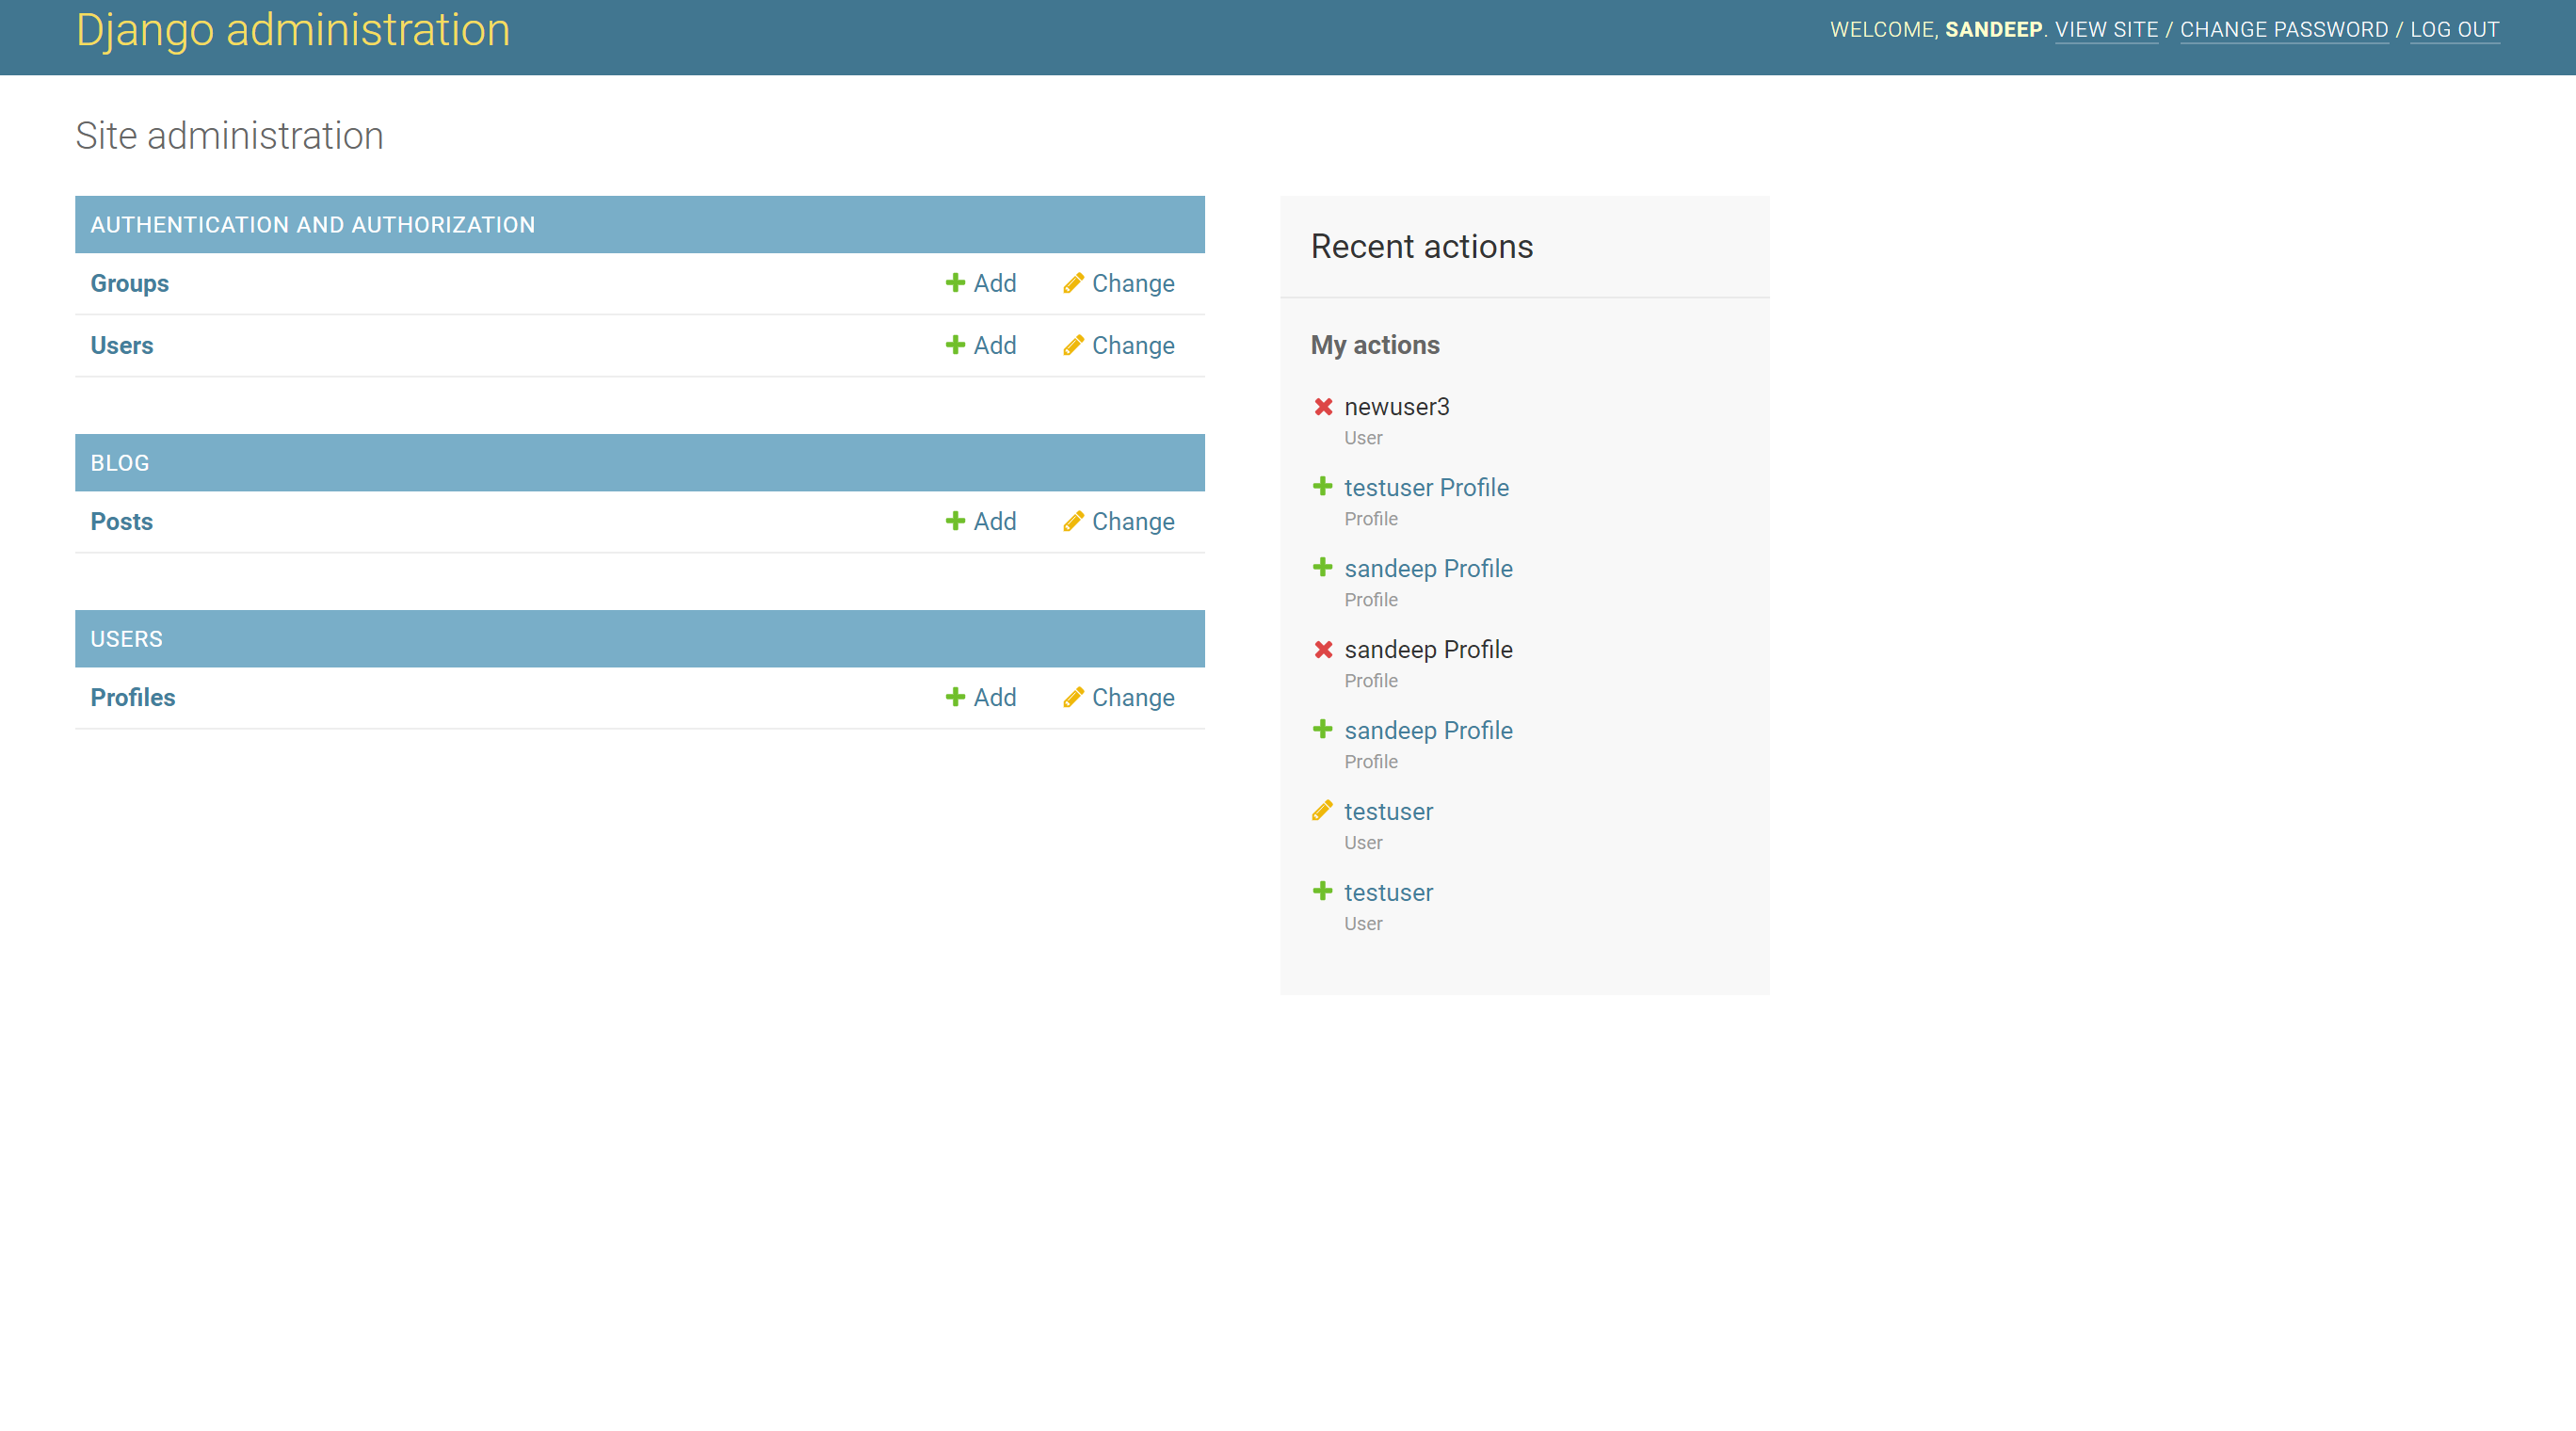 Django administration
WELCOME, SANDEEP. VIEW SITE / CHANGE PASSWORD / LOG OUT
Site administration
AUTHENTICATION AND AUTHORIZATION
Groups Add Change
Users Add Change
BLOG
Posts Add Change
USERS
Profiles Add Change
Recent actions
My actions
newuser3
User
testuser Profile
Profile
sandeep Profile
Profile
sandeep Profile
Profile
sandeep Profile
Profile
testuser
User
testuser
User